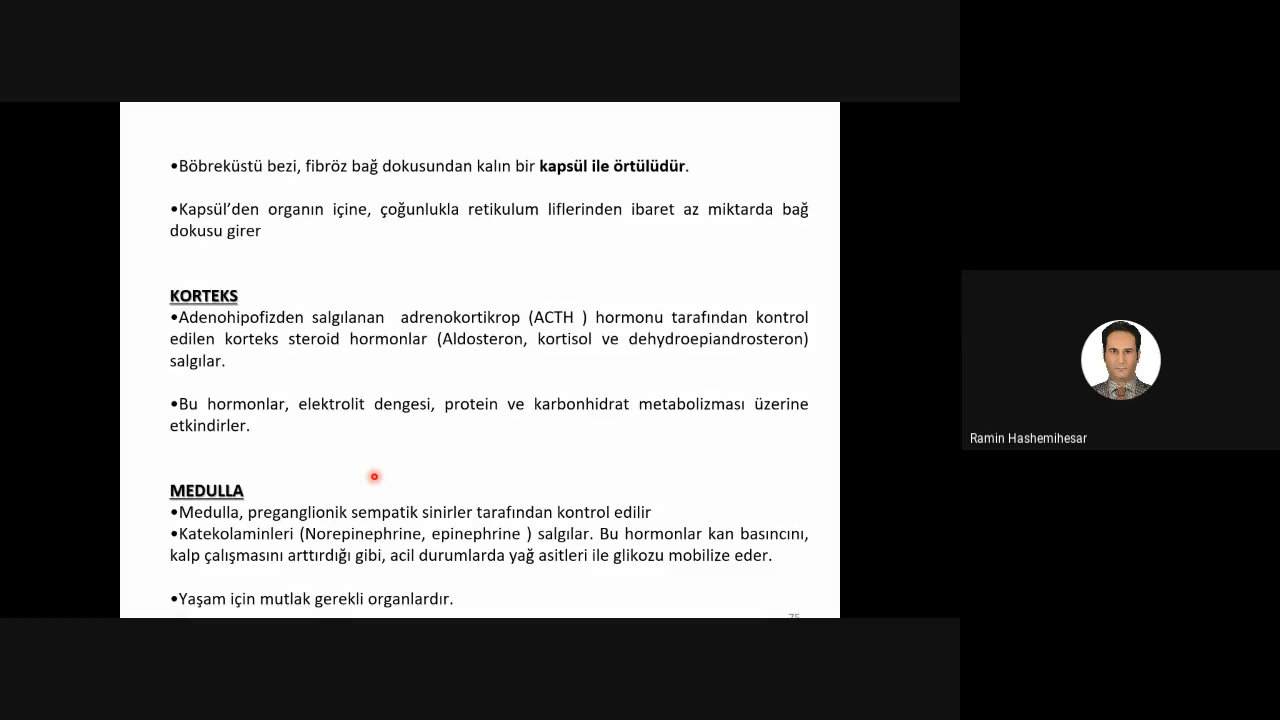 •Böbreküstü bezi, fibröz bağ dokusundan kalın bir kapsül ile örtülüdür.
•Kapsül’den organın içine, çoğunlukla retikulum liflerinden ibaret az miktarda bağ
dokusu girer
KORTEKS
•Adenohipofizden salgılanan adrenokortikrop (ACTH ) hormonu tarafından kontrol
edilen korteks steroid hormonlar (Aldosteron, kortisol ve dehydroepiandrosteron)
salgılar.
•Bu hormonlar, elektrolit dengesi, protein ve karbonhidrat metabolizması üzerine
etkindirler.
MEDULLA
•Medulla, preganglionik sempatik sinirler tarafından kontrol edilir
•Katekolaminleri (Norepinephrine, epinephrine ) salgılar. Bu hormonlar kan basıncını,
kalp çalışmasını arttırdığı gibi, acil durumlarda yağ asitleri ile glikozu mobilize eder.
•Yaşam için mutlak gerekli organlardır.
75
Ramin Hashemihesar